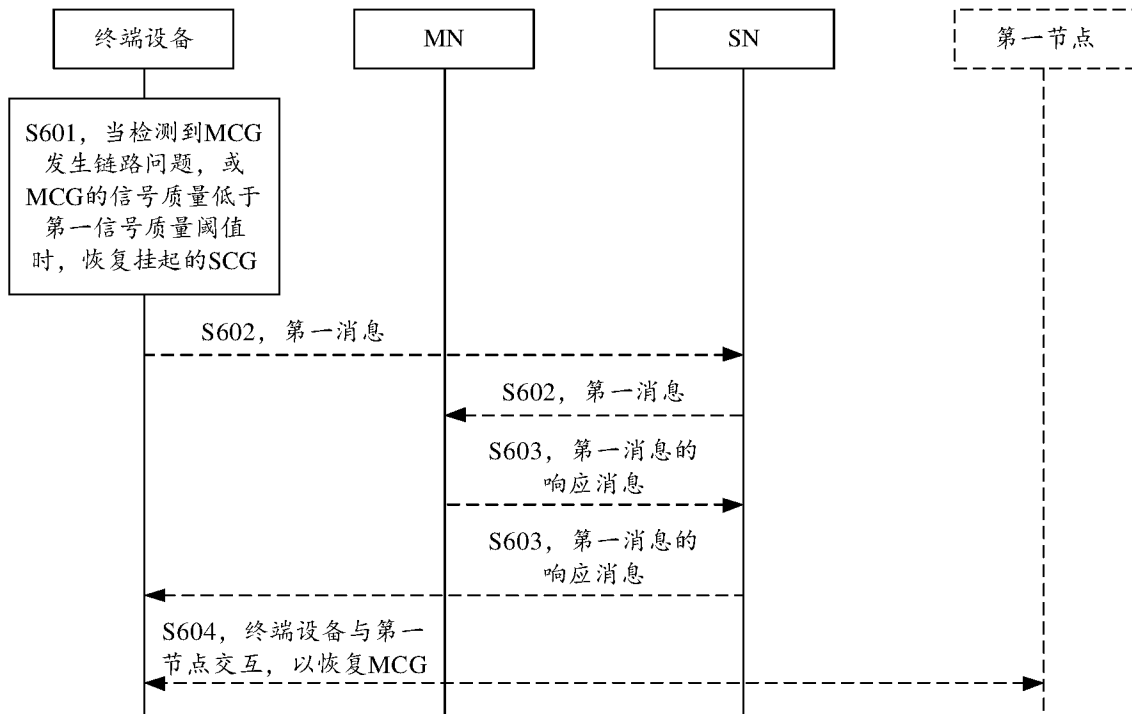 终端设备
MN
SN
第一节点
S601，当检测到MCG
发生链路问题，或
MCG的信号质量低于
第一信号质量阈值
时，恢复挂起的SCG
S602，第一消息
S602，第一消息
S603，第一消息的
响应消息
S603，第一消息的
响应消息
S604，终端设备与第一
节点交互，以恢复MCG